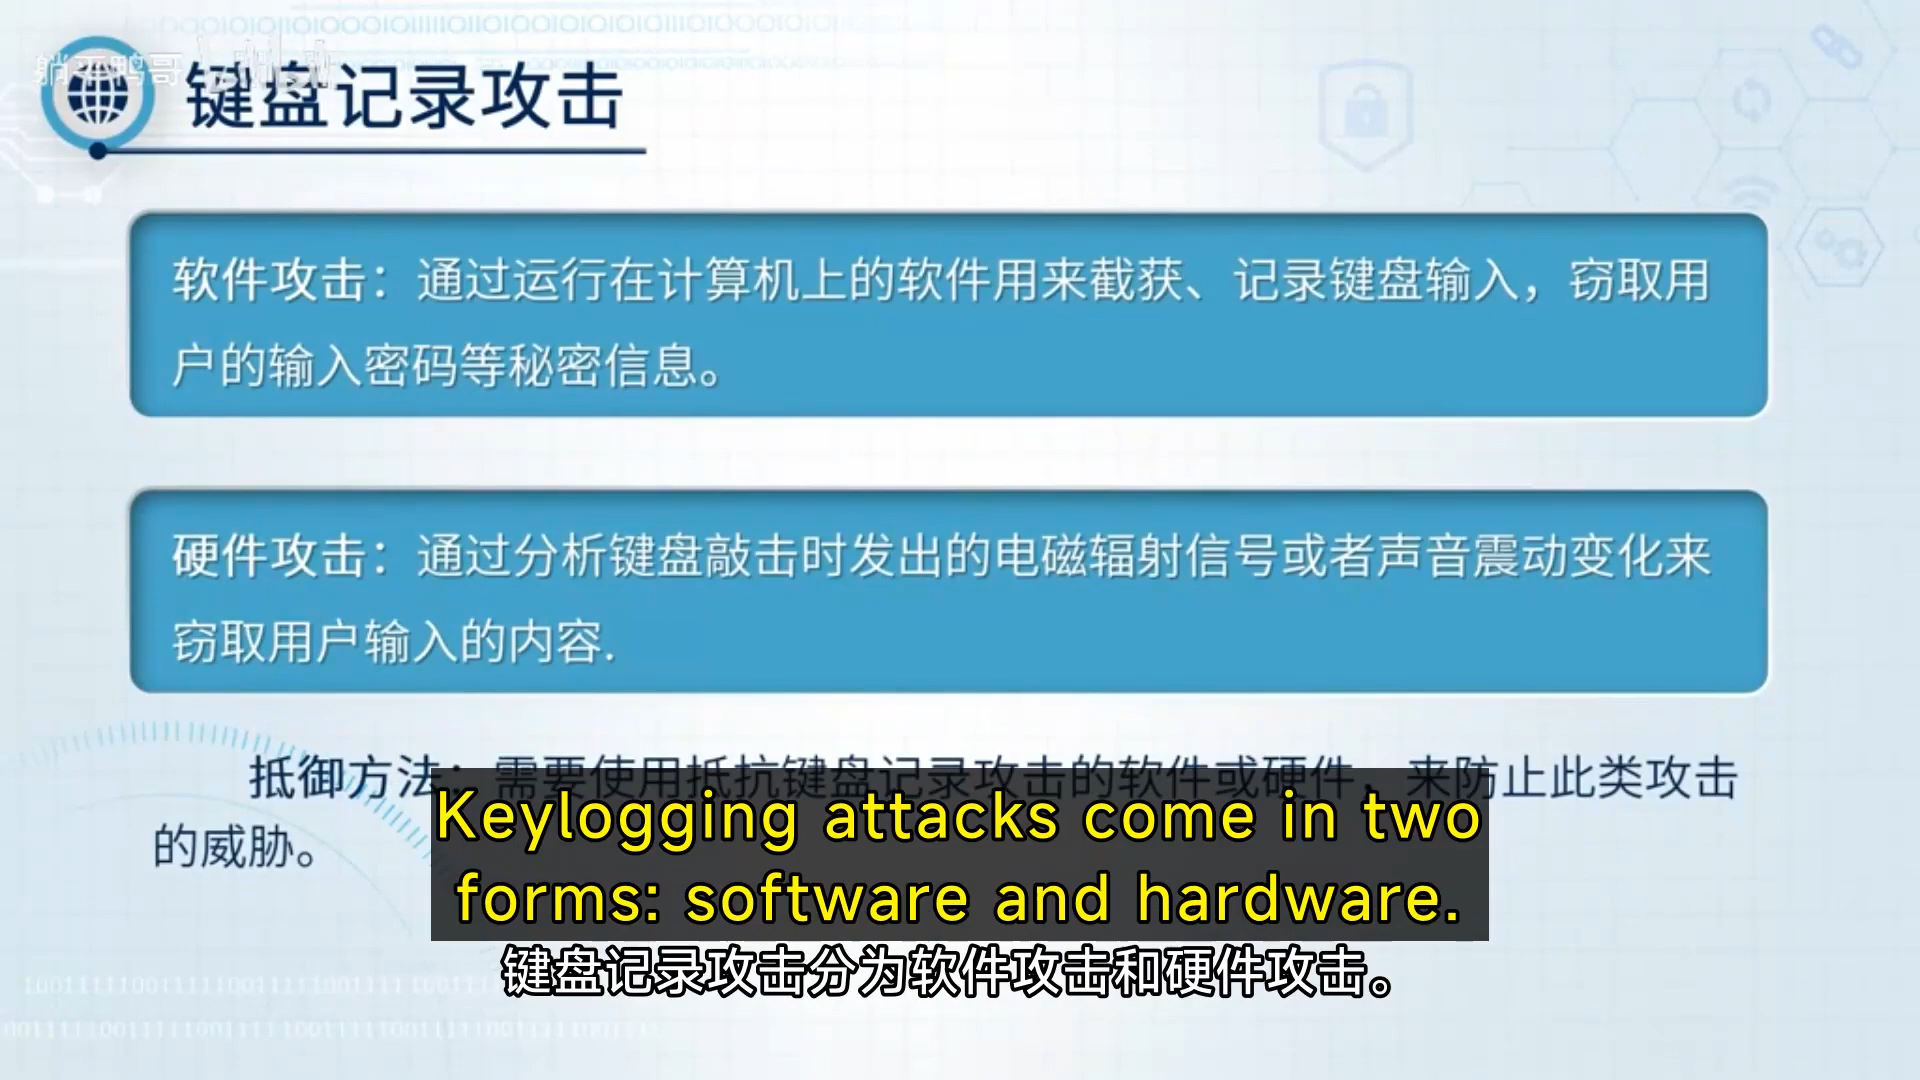 键盘记录攻击
软件攻击：通过运行在计算机上的软件用来截获、记录键盘输入，窃取用
户的输入密码等秘密信息。
硬件攻击：通过分析键盘敲击时发出的电磁辐射信号或者声音震动变化来
窃取用户输入的内容.
抵御方法：需要使用抵抗键盘记录攻击的软件或硬件，来防止此类攻击
的威胁。
Keylogging attacks come in two
forms: software and hardware.
键盘记录攻击分为软件攻击和硬件攻击。